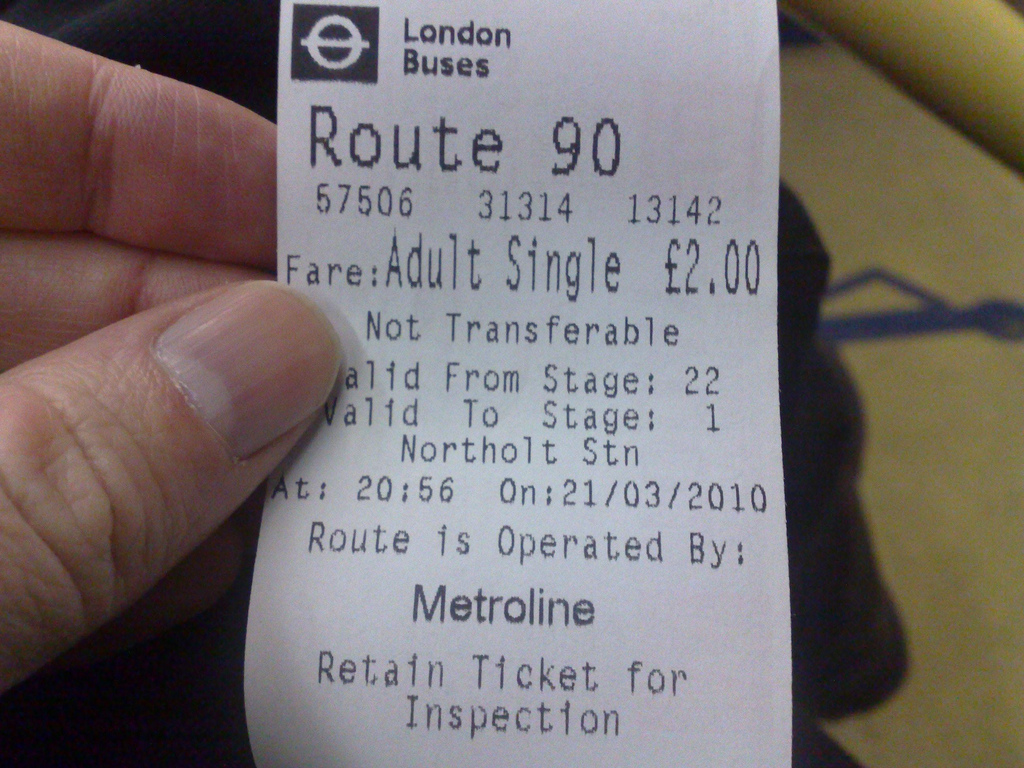 London
Buses
Route 90
57506 31314 13142
Fare: Adult Single £2.00
Not Transferable
alid From Stage: 22
Valid To Stage: 1
Northolt Stn
At: 20:56 On:21/03/2010
Route is Operated By:
Metroline
Retain Ticket for
Inspection